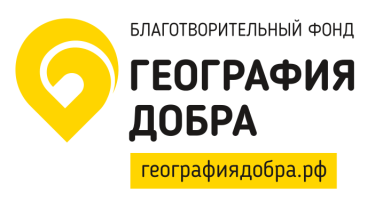 БЛАГОТВОРИТЕЛЬНЫЙ ФОНД
ГЕОГРАФИЯ
ДОБРА
географиядобра.рф